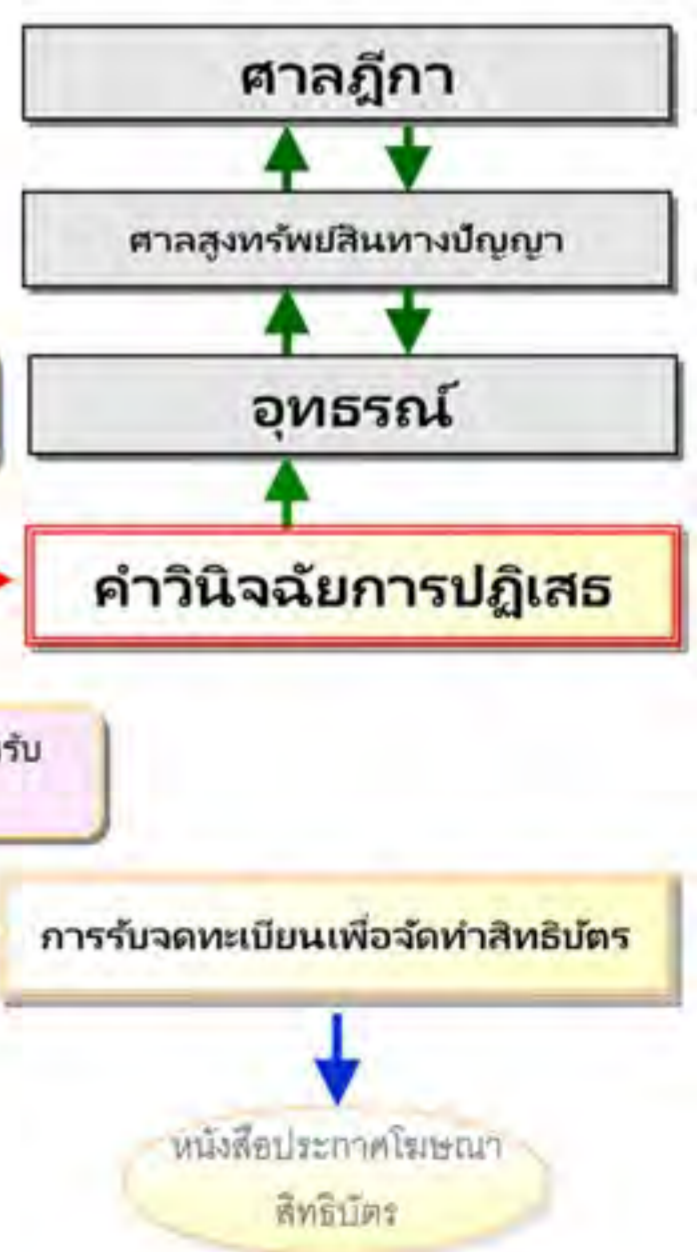 ศาลฎีกา
ศาลสูงทรัพย์สินทางปัญญา
อุทธรณ์
คำวินิจฉัยการปฏิเสธ
รับ
การรับจดทะเบียนเพื่อจัดทำสิทธิบัตร
หนังสือประกาศโฆษณา
สิทธิบัตร